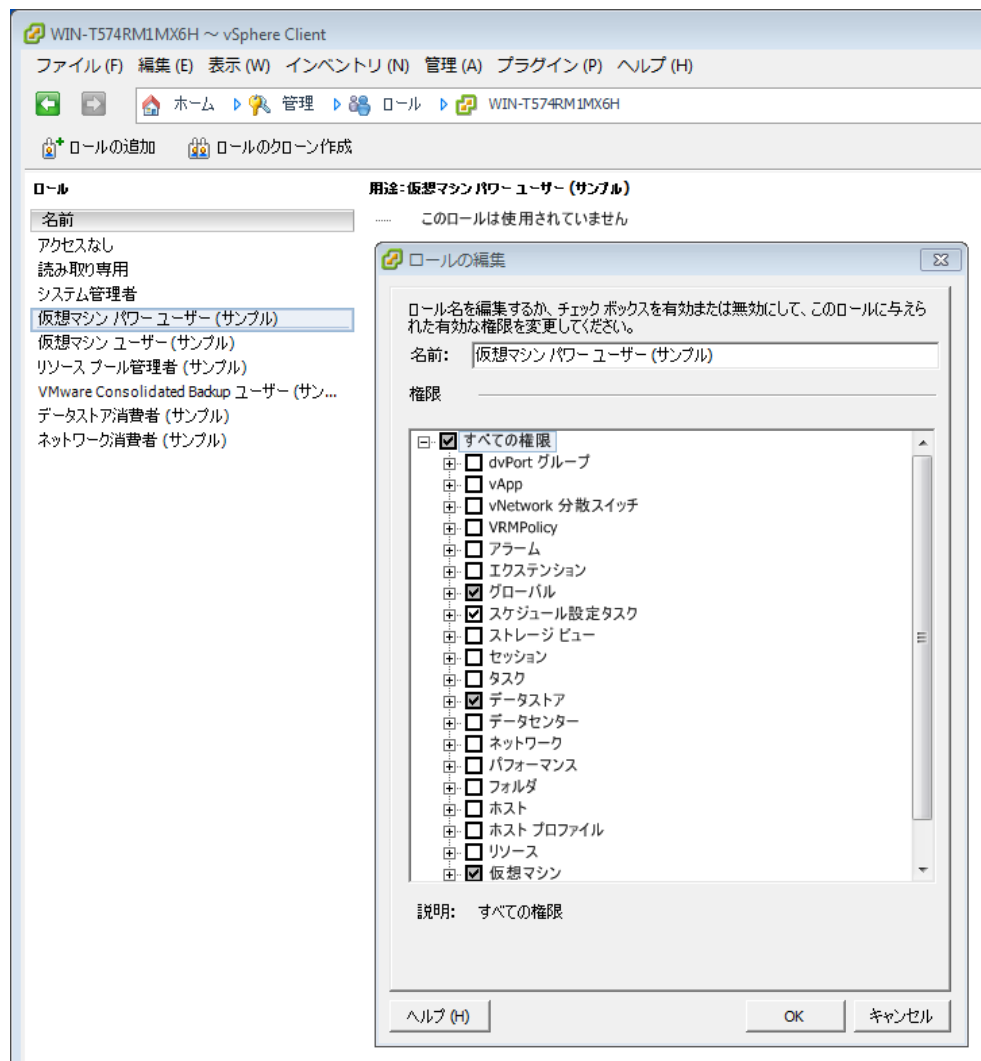 WIN-T574RM1MX6H ～ vSphere Client
ファイル (F) 編集 (E) 表示 (W) インベントリ (N) 管理 (A) プラグイン (P) ヘルプ (H)
ホーム 管理 ロール WIN-T574RM1MX6H
ロールの追加 ロールのクローン作成
ロール
名前
アクセスなし
読み取り専用
システム管理者
仮想マシン パワー ユーザー (サンプル)
仮想マシン ユーザー (サンプル)
リソース プール管理者 (サンプル)
VMware Consolidated Backup ユーザー (サン...
データストア消費者 (サンプル)
ネットワーク消費者 (サンプル)
用途: 仮想マシン パワー ユーザー (サンプル)
このロールは使用されていません
ロールの編集
ロール名を編集するか、チェック ボックスを有効または無効にして、このロールに与えら
れた有効な権限を変更してください。
名前: 仮想マシン パワー ユーザー (サンプル)
権限
すべての権限
dvPort グループ
vApp
vNetwork 分散スイッチ
VRMPolicy
アラーム
エクステンション
グローバル
スケジュール設定タスク
ストレージ ビュー
セッション
タスク
データストア
データセンター
ネットワーク
パフォーマンス
フォルダ
ホスト
ホスト プロファイル
リソース
仮想マシン
説明: すべての権限
ヘルプ (H) OK キャンセル